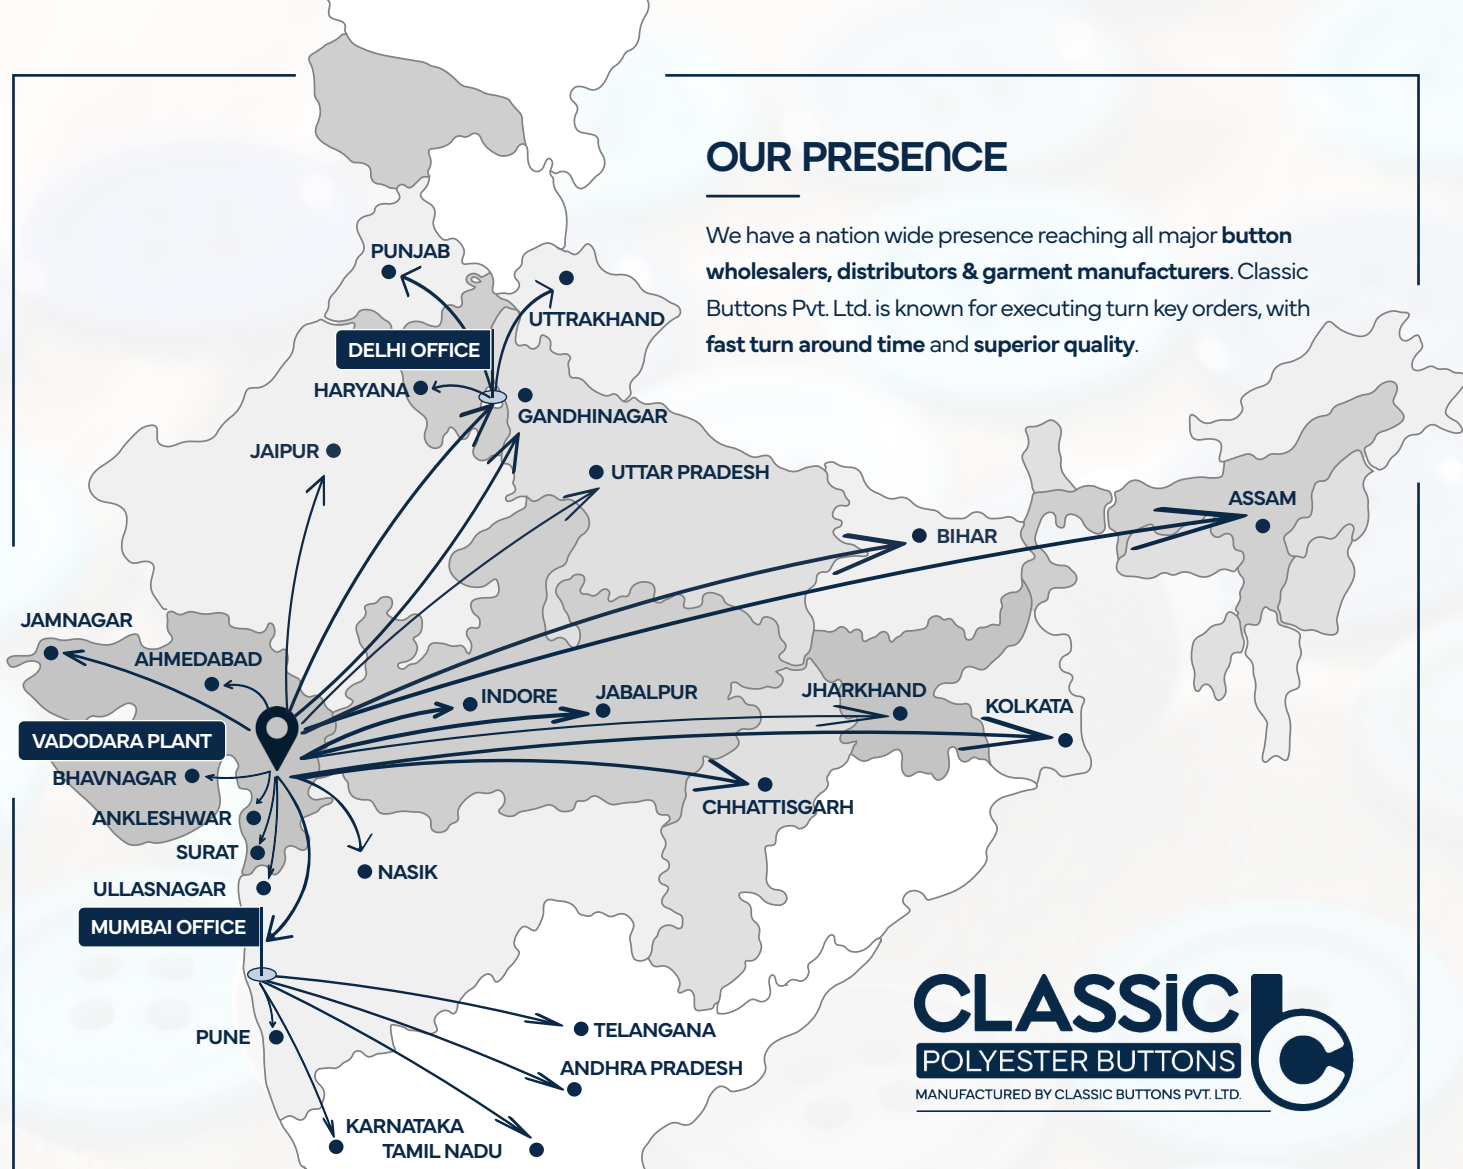 OUR PRESENCE
We have a nation wide presence reaching all major button
wholesalers, distributors & garment manufacturers. Classic
Buttons Pvt. Ltd. is known for executing turn key orders, with
fast turn around time and superior quality.
PUNJAB
UTTRAKHAND
DELHI OFFICE
HARYANA
GANDHINAGAR
JAIPUR
UTTAR PRADESH
ASSAM
BIHAR
JAMNAGAR
AHMEDABAD
INDORE
JABALPUR
JHARKHAND
KOLKATA
VADODARA PLANT
BHAVNAGAR
CHHATTISGARH
ANKLESHWAR
SURAT
NASIK
ULLASNAGAR
MUMBAI OFFICE
PUNE
TELANGANA
ANDHRA PRADESH
KARNATAKA
TAMIL NADU
CLASSiC
POLYESTER BUTTONS
MANUFACTURED BY CLASSIC BUTTONS PVT. LTD.